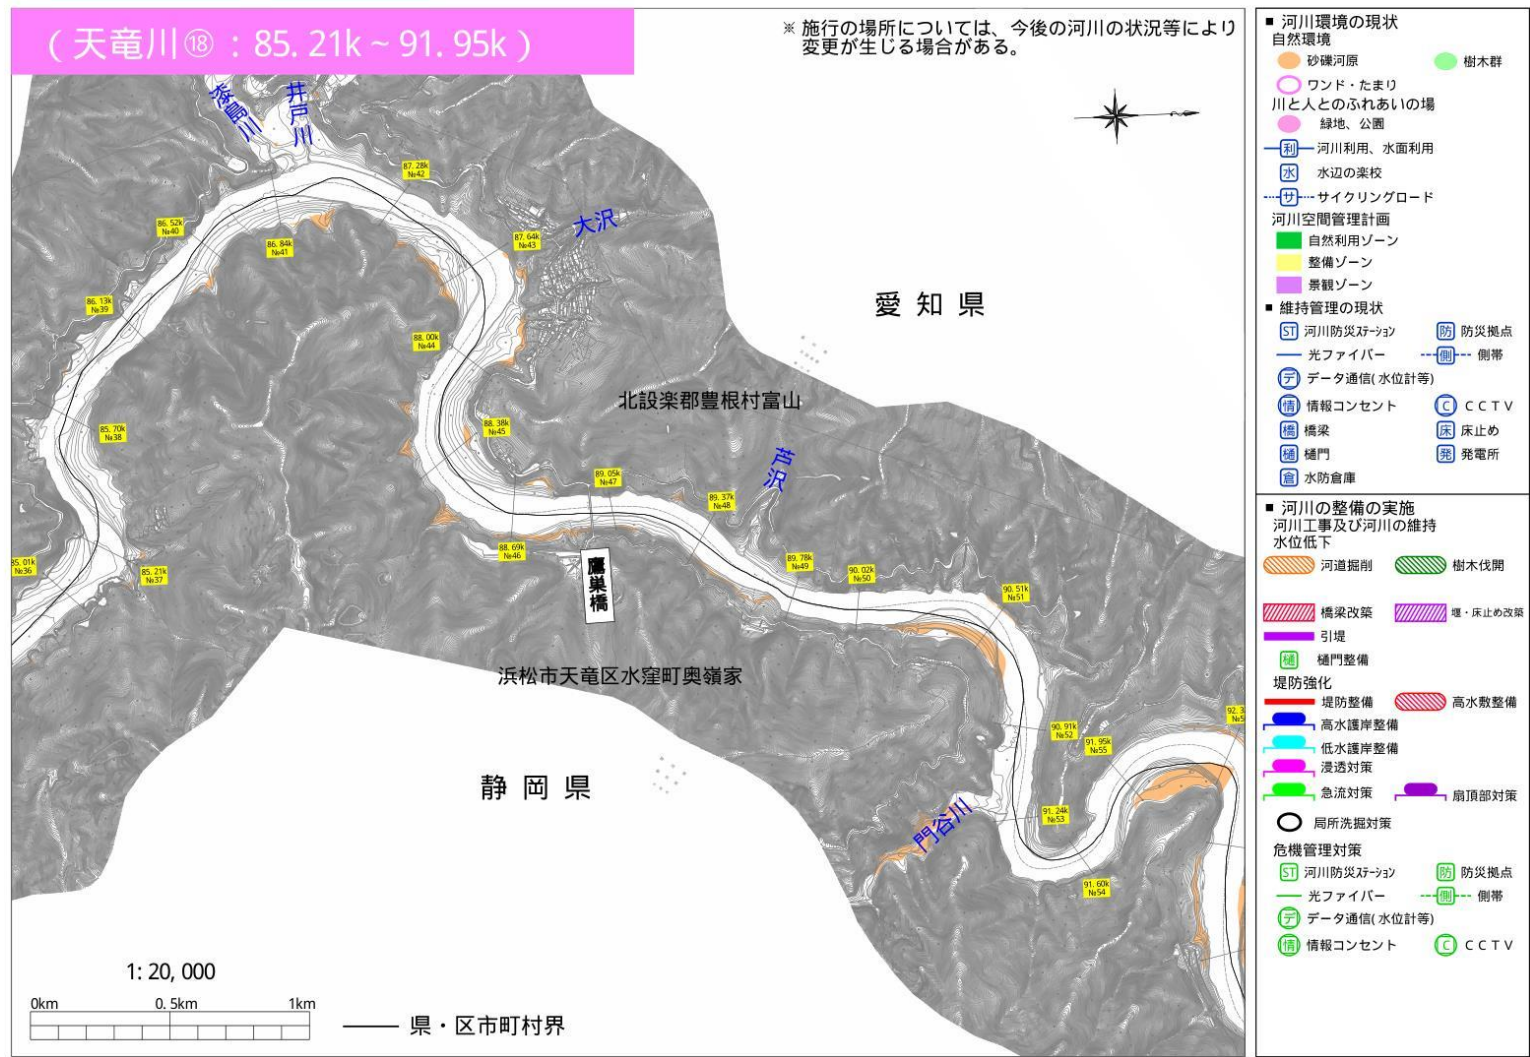 （ 天竜川⑱ ： 85. 21k ~ 91. 95k ）
※ 施行の場所については、今後の河川の状況等により
変更が生じる場合がある。
漆島川
井戸川
87. 28k
№42
86. 52k
№40
86. 84k
№41
大沢
87. 64k
№43
86. 13k
№39
愛知県
88. 00k
№44
北設楽郡豊根村富山
85. 70k
№38
88. 38k
№45
芦沢
89. 05k
№47
89. 37k
№48
88. 69k
№46
鷹巣橋
85. 01k
№36
85. 21k
№37
89. 78k
№49
90. 02k
№50
90. 51k
№51
浜松市天竜区水窪町奥嶺家
90. 91k
№52
91. 95k
№55
92. 3
№5
静岡県
門谷川
91. 24k
№53
91. 60k
№54
1: 20, 000
0km
0. 5km
1km
県・区市町村界
■ 河川環境の現状
自然環境
砂礫河原
樹木群
ワンド・たまり
川と人とのふれあいの場
緑地、公園
利 河川利用、水面利用
水 水辺の楽校
サ サイクリングロード
河川空間管理計画
自然利用ゾーン
整備ゾーン
景観ゾーン
■ 維持管理の現状
ST 河川防災ｽﾃｰｼｮﾝ
防 防災拠点
光ファイバー
側 側帯
デ データ通信( 水位計等)
情 情報コンセント
C ＣＣＴＶ
橋 橋梁
床 床止め
樋 樋門
発 発電所
倉 水防倉庫
■ 河川の整備の実施
河川工事及び河川の維持
水位低下
河道掘削
樹木伐開
橋梁改築
堰・床止め改築
引堤
樋 樋門整備
堤防強化
堤防整備
高水敷整備
高水護岸整備
低水護岸整備
浸透対策
急流対策
扇頂部対策
局所洗掘対策
危機管理対策
ST 河川防災ｽﾃｰｼｮﾝ
防 防災拠点
光ファイバー
側 側帯
デ データ通信( 水位計等)
情 情報コンセント
C ＣＣＴＶ